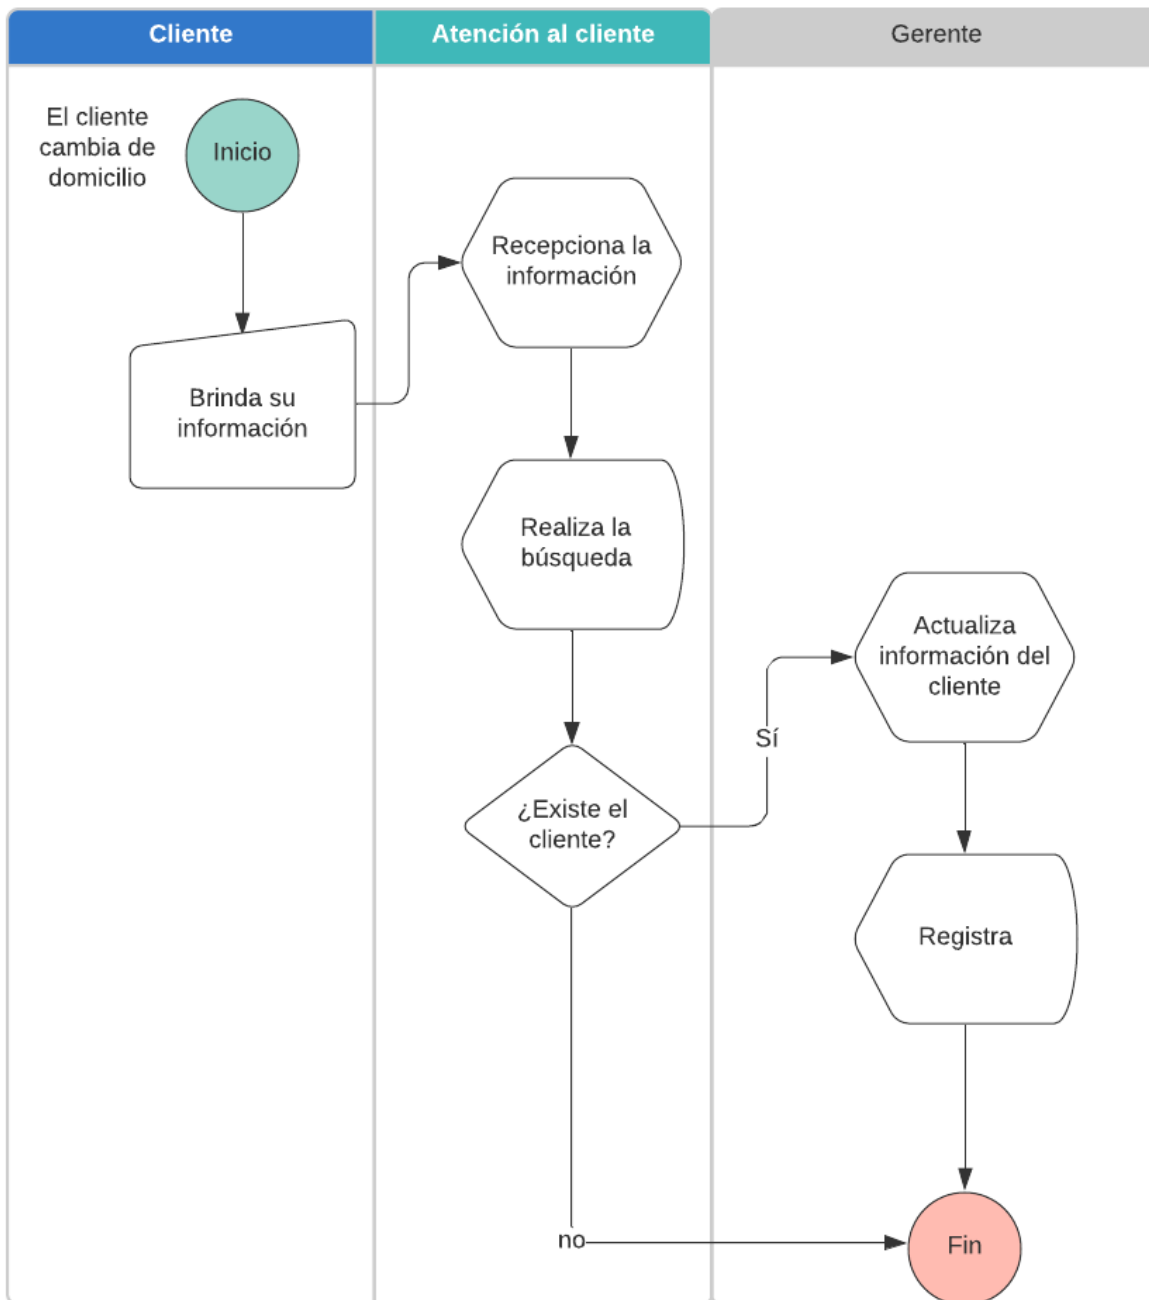 Cliente
Atención al cliente
Gerente
El cliente
cambia de
domicilio
Inicio
Brinda su
información
Recepciona la
información
Realiza la
búsqueda
¿Existe el
cliente?
Sí
Actualiza
información del
cliente
Registra
no
Fin